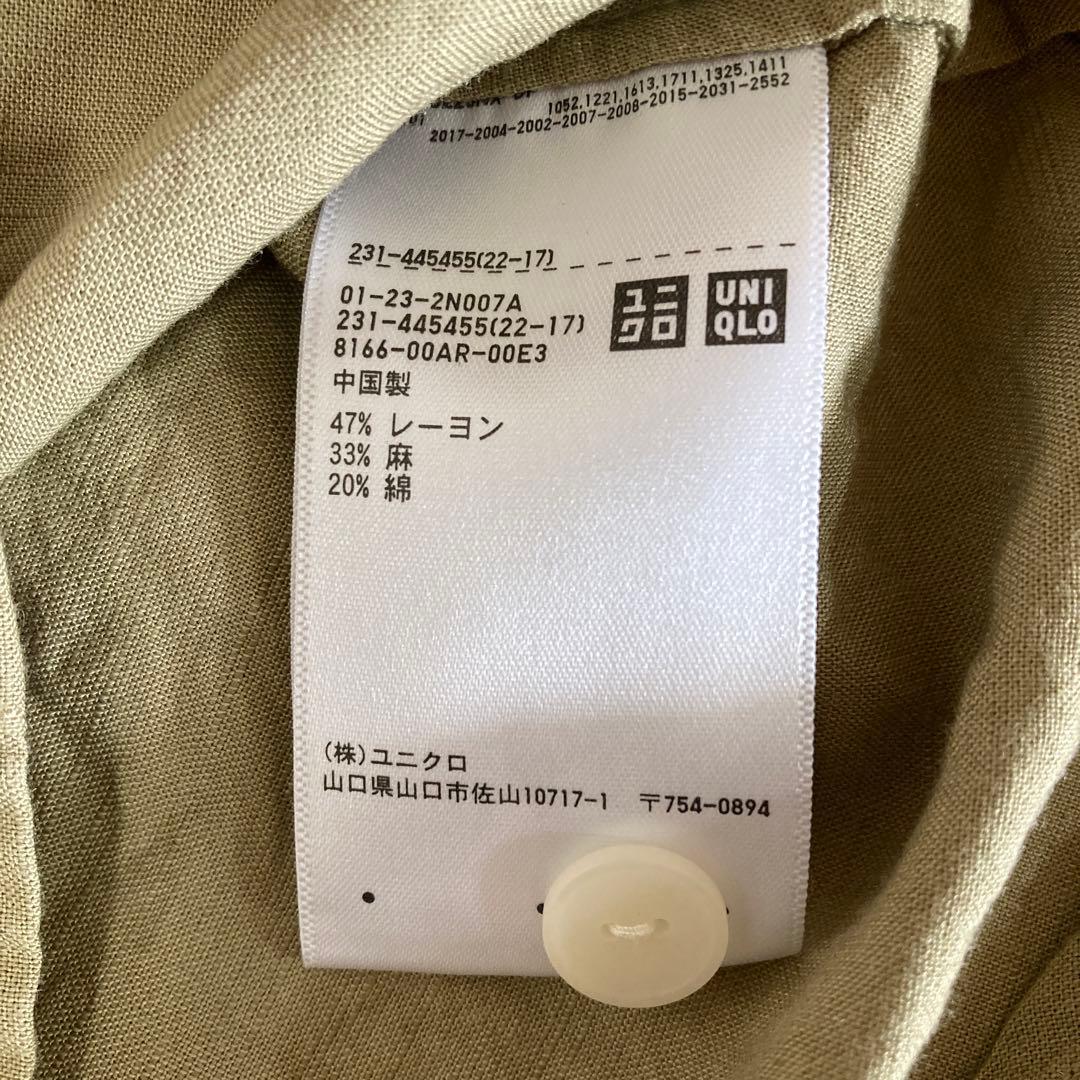 1052,1221,1613,1711,1325,1411
2017-2004-2002-2007-2008-2015-2031-2552
231-445455(22-17)
01-23-2N007A
231-445455(22-17)
8166-00AR-00E3
ユニ
クロ
UNI
QLO
中国製
47% レーヨン
33% 麻
20% 綿
(株)ユニクロ
山口県山口市佐山10717-1 〒754-0894